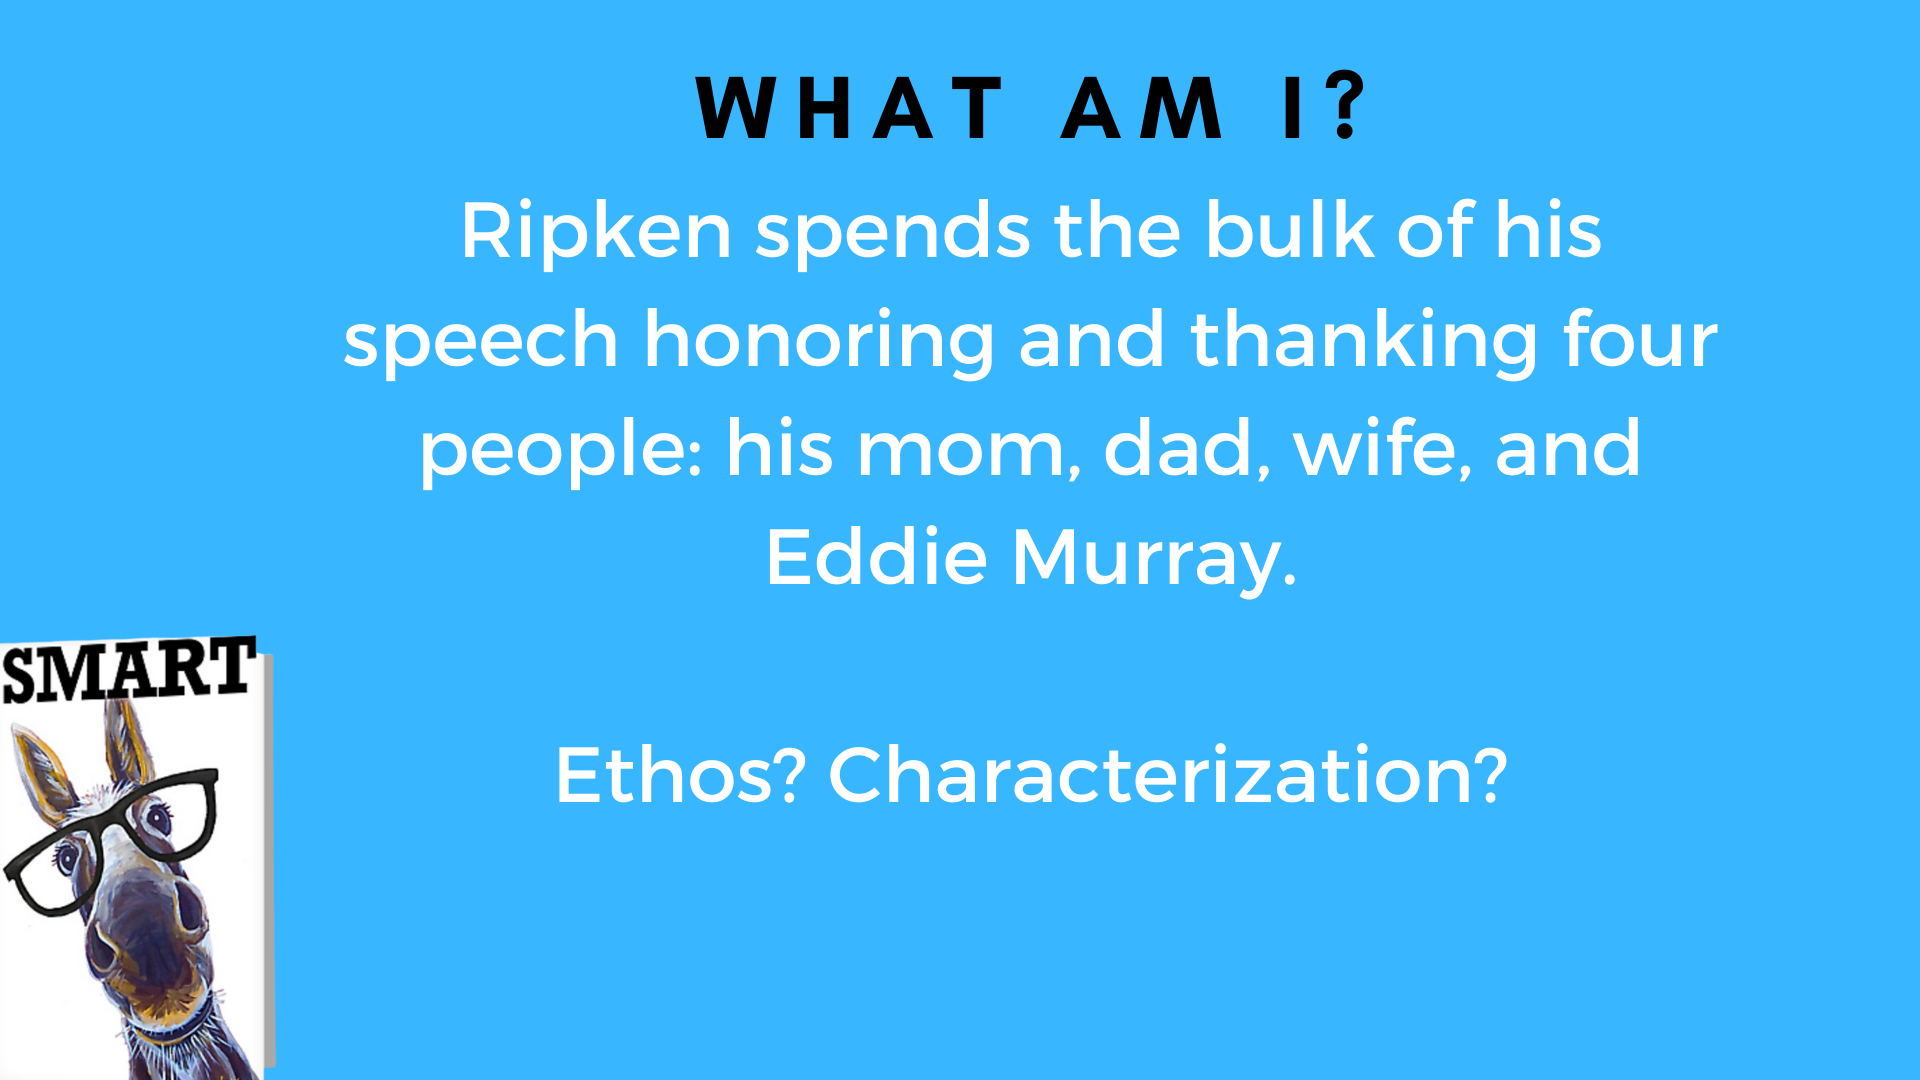 WHAT AM I?
Ripken spends the bulk of his
speech honoring and thanking four
people: his mom, dad, wife, and
Eddie Murray.
Ethos? Characterization?
SMART